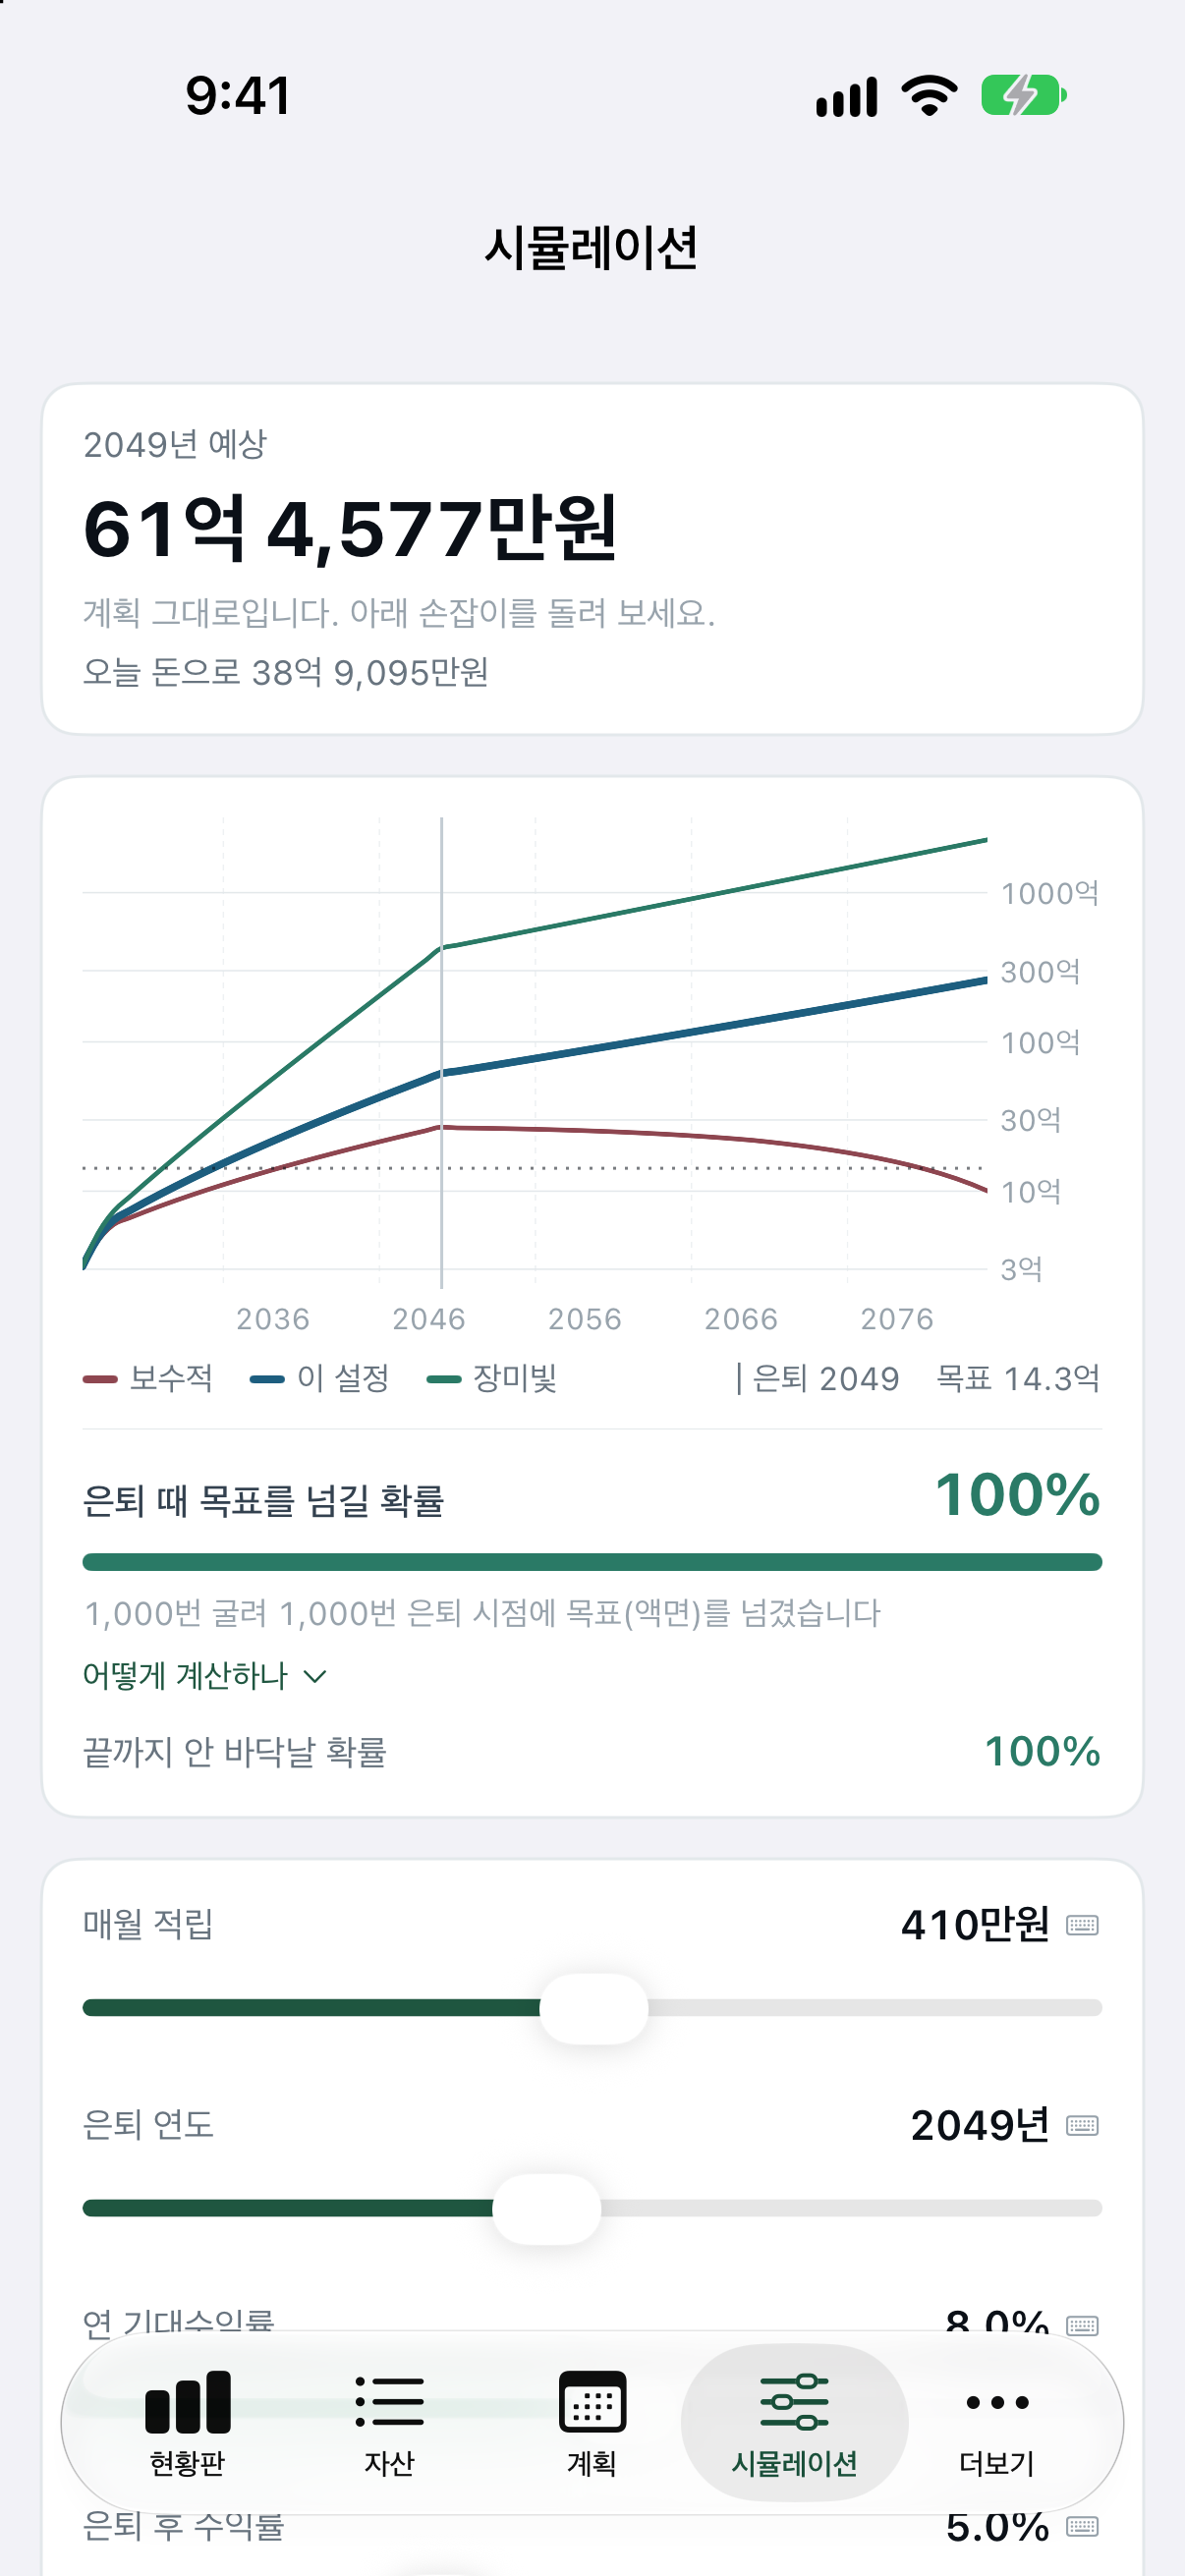 9:41
시뮬레이션
2049년 예상
61억 4,577만원
계획 그대로입니다. 아래 손잡이를 돌려 보세요.
오늘 돈으로 38억 9,095만원
1000억
300억
100억
30억
10억
3억
2036 2046 2056 2066 2076
보수적 이 설정 장미빛 | 은퇴 2049 목표 14.3억
은퇴 때 목표를 넘길 확률 100%
1,000번 굴려 1,000번 은퇴 시점에 목표(액면)를 넘겼습니다
어떻게 계산하나
끝까지 안 바닥날 확률 100%
매월 적립 410만원
은퇴 연도 2049년
연 기대수익률 8.0%
현황판 자산 계획 시뮬레이션 더보기
은퇴 후 수익률 5.0%